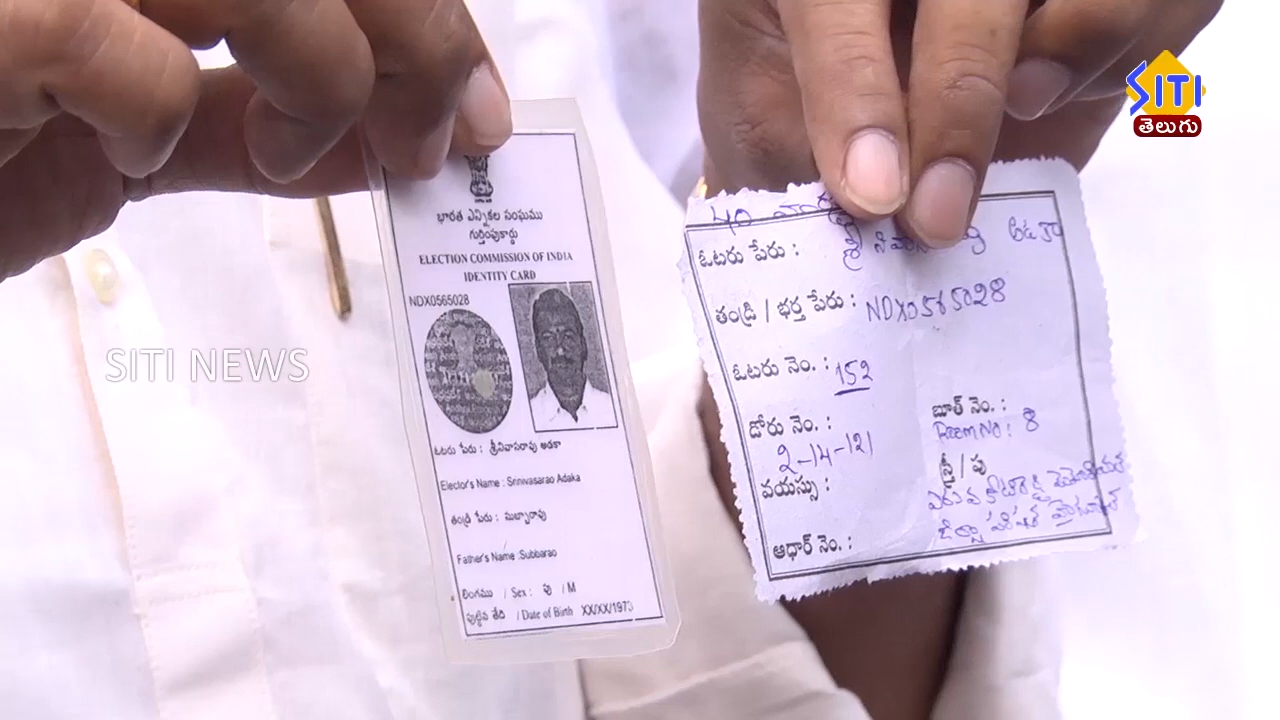 SITI
తెలుగు
SITI NEWS
భారత ఎన్నికల సంఘము
గుర్తింపుకార్డు
ELECTION COMMISSION OF INDIA
IDENTITY CARD
NDX0565028
ఓటరు పేరు : శ్రీనివాసరావు అడకా
Elector's Name : Srinivasarao Adaka
తండ్రి పేరు : సుబ్బారావు
Father's Name :Subbarao
లింగము / Sex : పు / M
పుట్టిన తేది / Date of Birth XX/XX/1973
40
ఓటరు పేరు : శ్రీ అడకా
తండ్రి / భర్త పేరు : NDX0565028
ఓటరు నెం. : 152
డోరు నెం. :
2-14-121
వయస్సు :
ఆధార్ నెం. :
బూత్ నెం. :
Room No : 8
స్త్రీ / పు